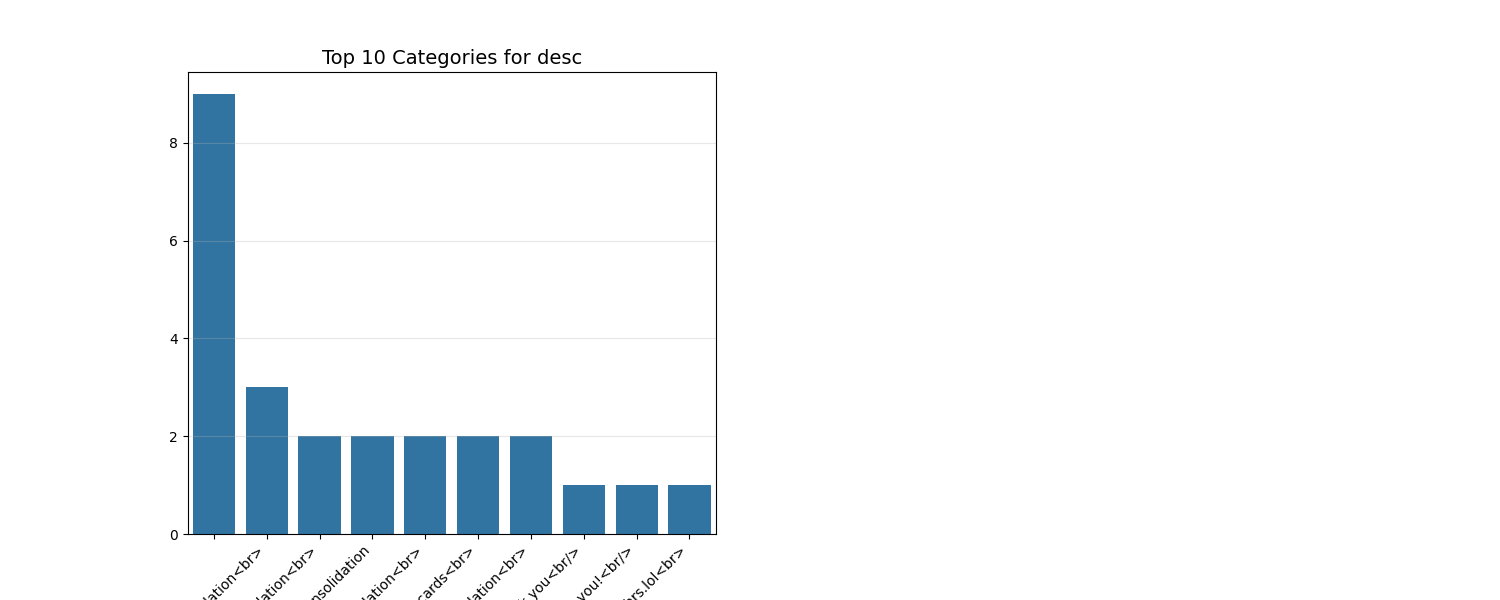 Top 10 Categories for desc
8
6
4
2
0
lation<br>
lation<br>
nsolidation
lation<br>
cards<br>
lation<br>
you<br/>
you!<br/>
rs.lol<br>